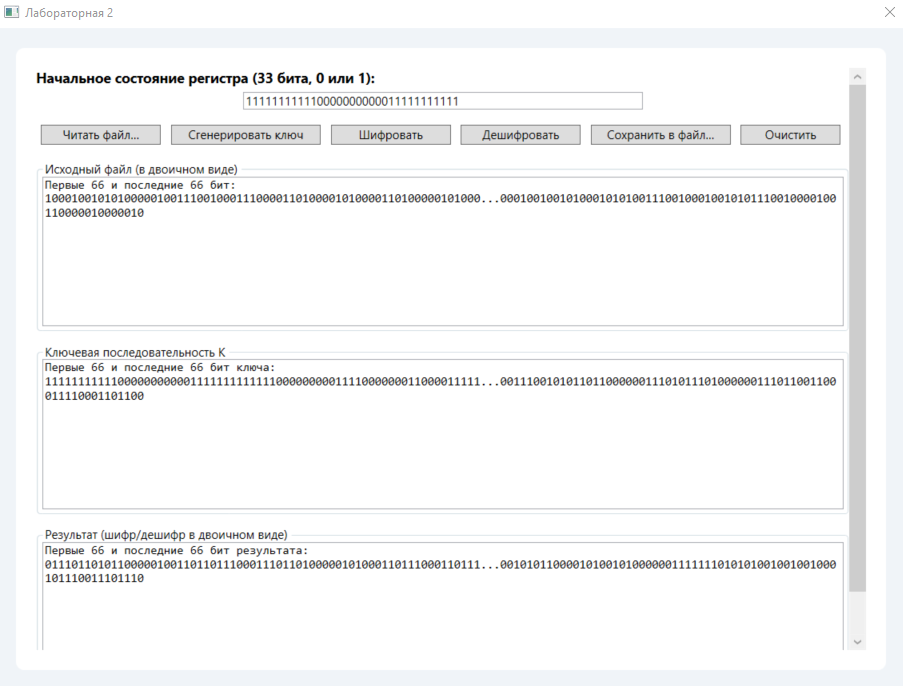 Лабораторная 2
Начальное состояние регистра (33 бита, 0 или 1):
111111111110000000000011111111111
Читать файл... Сгенерировать ключ Шифровать Дешифровать Сохранить в файл... Очистить
Исходный файл (в двоичном виде)
Первые 66 и последние 66 бит:
100010010101000001001110010001110000110100001010000110100000101000...000100100101000101010011100100010010101110010000100
110000010000010
Ключевая последовательность K
Первые 66 и последние 66 бит ключа:
111111111110000000000011111111111110000000001111000000011000011111...001110010101101100000011101011101000000111011001100
011110001101100
Результат (шифр/дешифр в двоичном виде)
Первые 66 и последние 66 бит результата:
011101101011000001001101101110001110110100000101000110111000110111...001010110000101001010000001111111010101001001001000
101110011101110